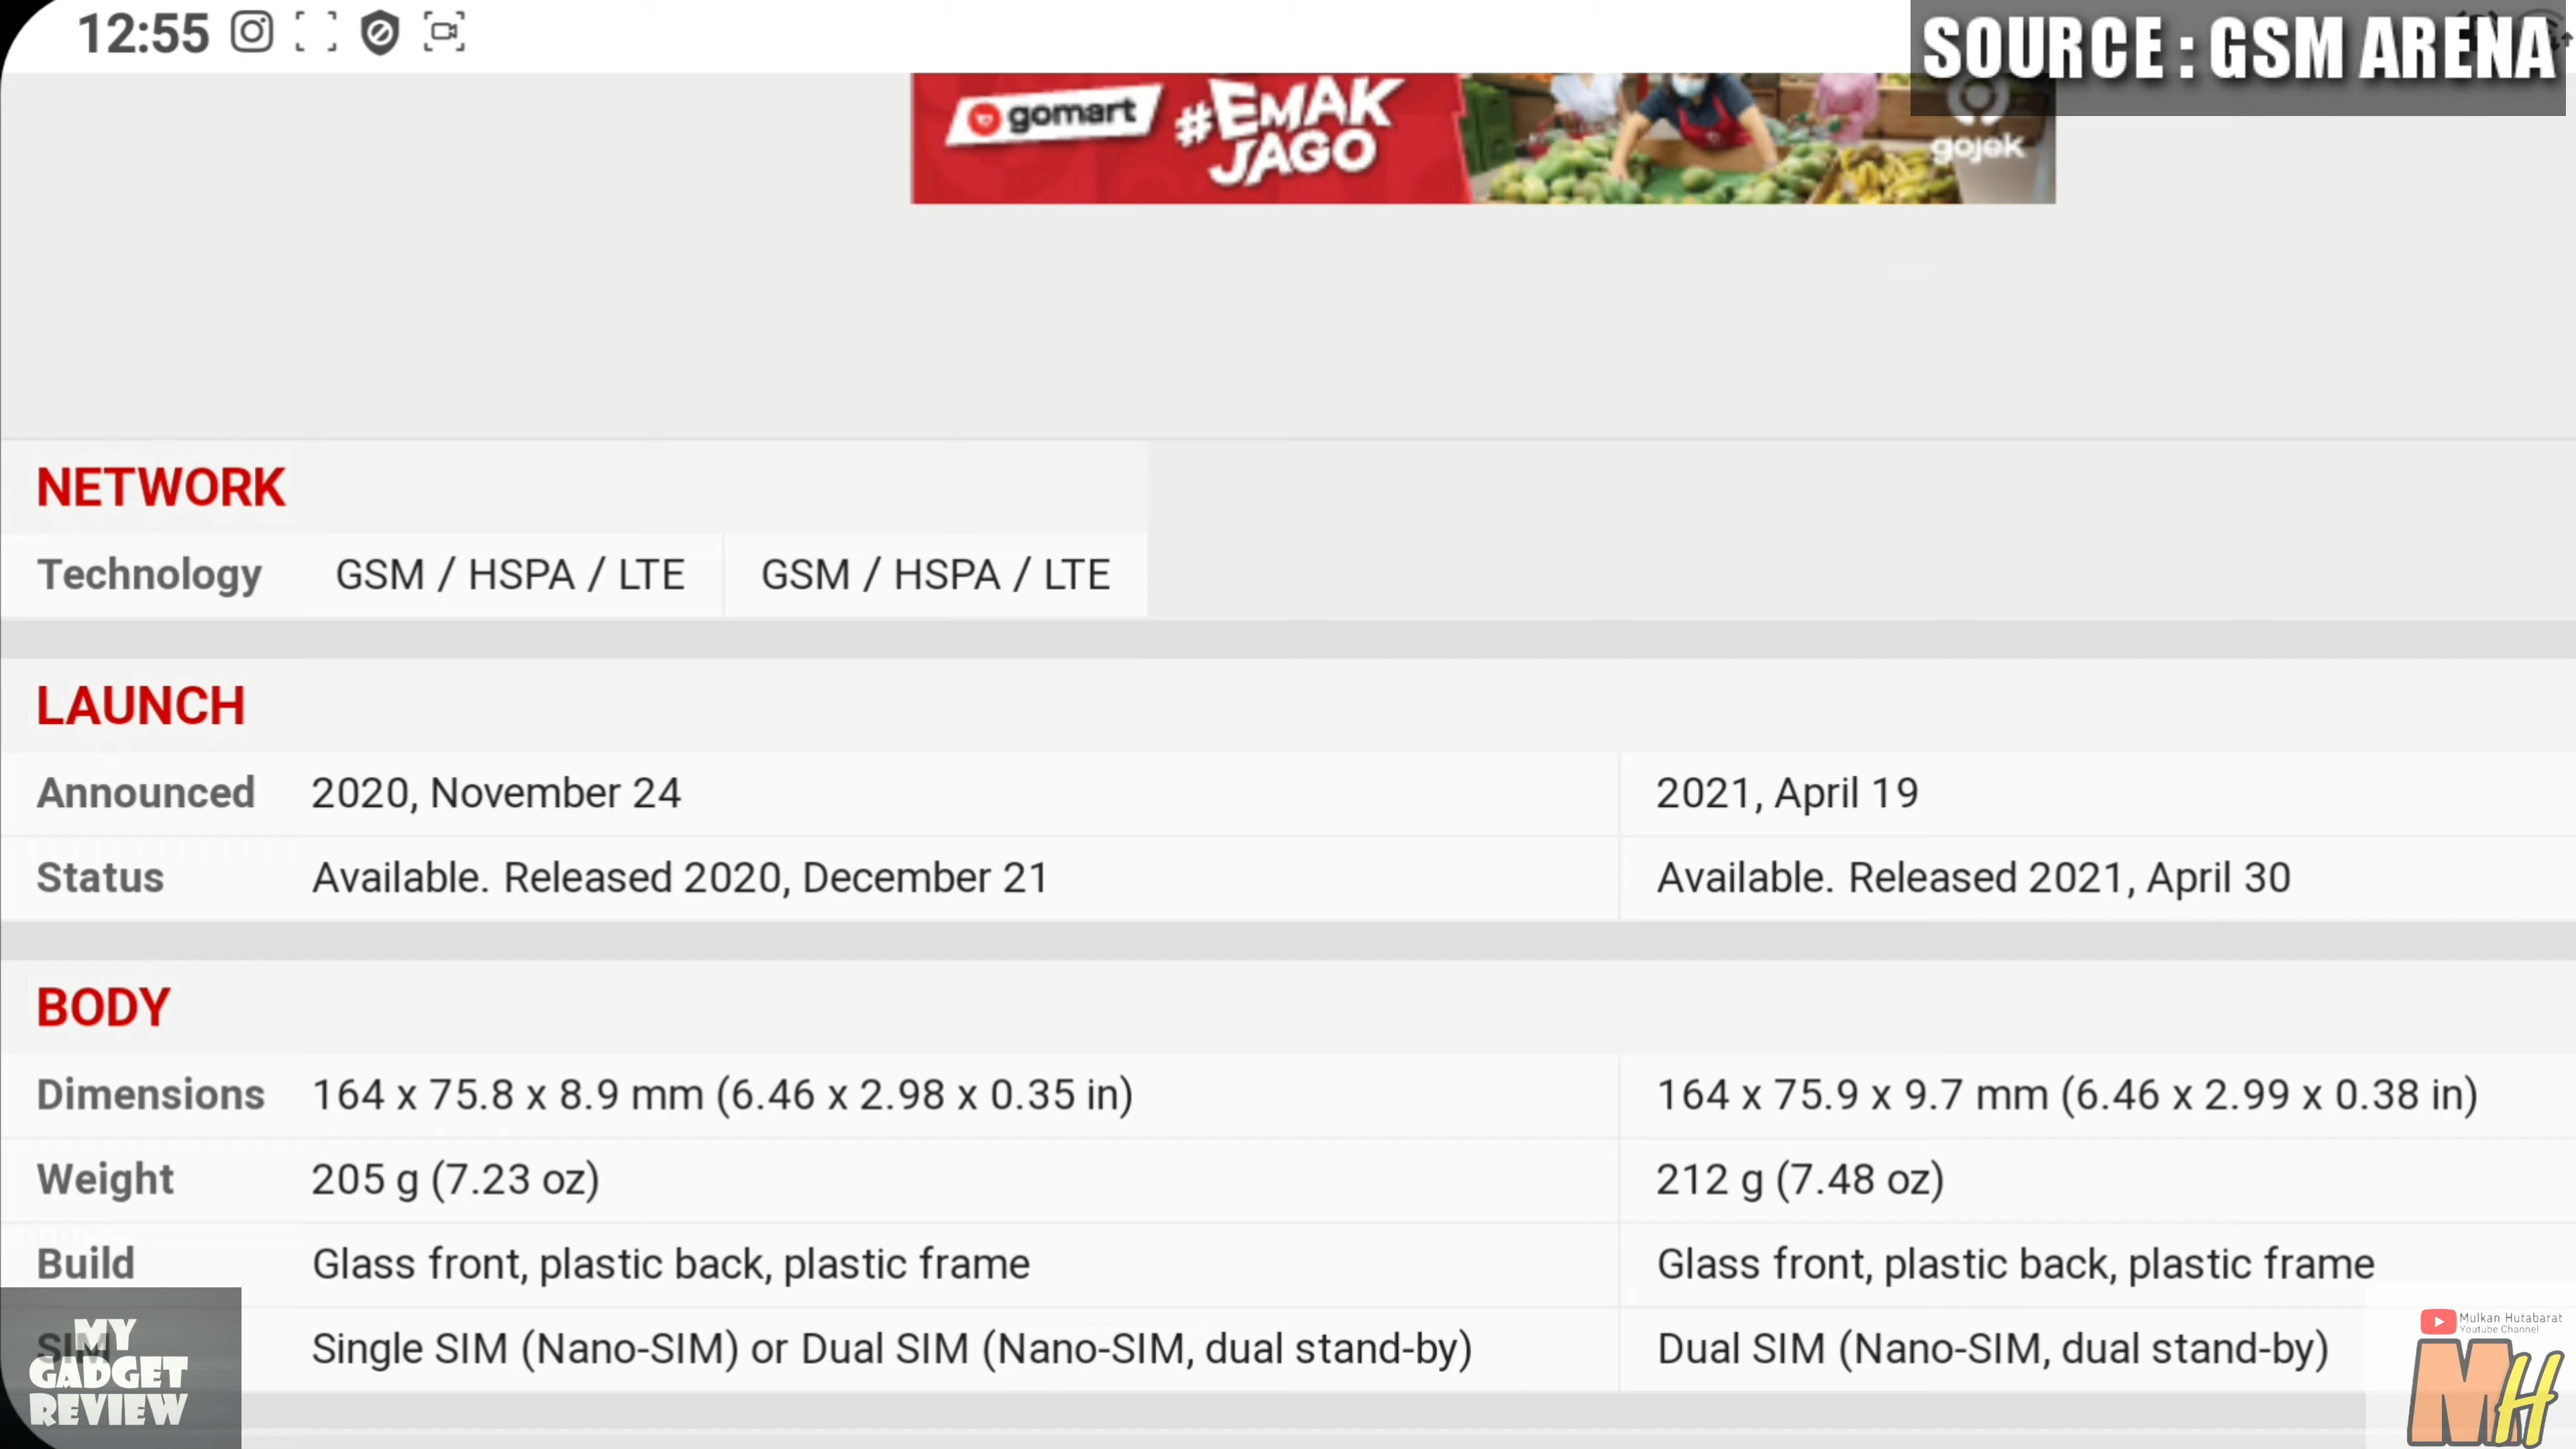 12:55
SOURCE : GSM ARENA
gomart
#EMAK
JAGO
gojek
NETWORK
Technology GSM / HSPA / LTE GSM / HSPA / LTE
LAUNCH
Announced 2020, November 24 2021, April 19
Status Available. Released 2020, December 21 Available. Released 2021, April 30
BODY
Dimensions 164 x 75.8 x 8.9 mm (6.46 x 2.98 x 0.35 in) 164 x 75.9 x 9.7 mm (6.46 x 2.99 x 0.38 in)
Weight 205 g (7.23 oz) 212 g (7.48 oz)
Build Glass front, plastic back, plastic frame Glass front, plastic back, plastic frame
SIM Single SIM (Nano-SIM) or Dual SIM (Nano-SIM, dual stand-by) Dual SIM (Nano-SIM, dual stand-by)
MY
GADGET
REVIEW
Mulkan Hutabarat
Youtube Channel
MH